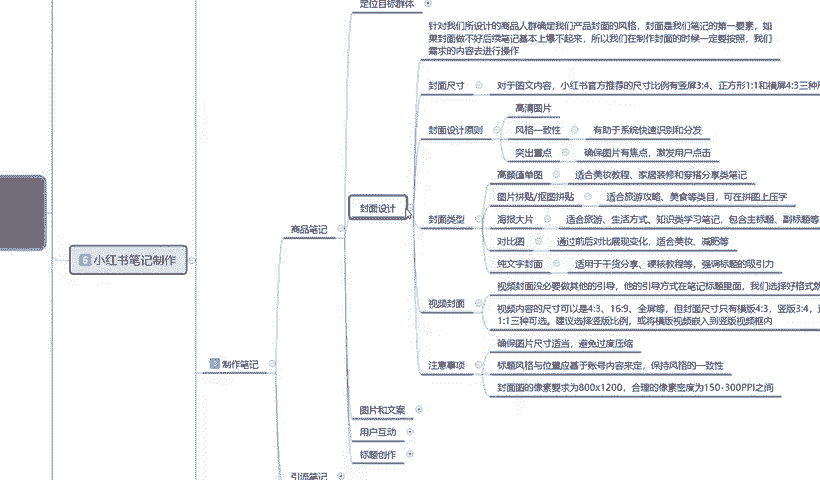 定位目标群体
针对我们所设计的商品人群确定我们产品封面的风格，封面是我们笔记的第一要素，如
果封面做不好后续笔记基本上爆不起来，所以我们在制作封面的时候一定要按照，我们
需求的内容去进行操作
封面尺寸
对于图文内容，小红书官方推荐的尺寸比例有竖屏3:4、正方形1:1和横屏4:3三种
高清图片
封面设计原则
风格一致性
有助于系统快速识别和分发
突出重点
确保图片有焦点，激发用户点击
高颜值单图
适合美妆教程、家居装修和穿搭分享类笔记
图片拼贴/抠图拼贴
适合旅游攻略、美食等类目，可在拼图上压字
封面设计
封面类型
海报大片
适合旅游、生活方式、知识类学习笔记，包含主标题、副标题等
商品笔记
对比图
通过前后对比展现变化，适合美妆、减肥等
纯文字封面
适用于干货分享、硬核教程等，强调标题的吸引力
5
小红书笔记制作
视频封面没必要做其他的引导，他的引导方式在笔记标题里面，我们选择好格式
视频封面
视频内容的尺寸可以是4:3、16:9、全屏等，但封面尺寸只有横版4:3，竖版3:4，
1:1三种可选。建议选择竖版比例，或将横版视频嵌入到竖版视频框内
确保图片尺寸适当，避免过度压缩
3
制作笔记
注意事项
标题风格与位置应基于账号内容来定，保持风格的一致性
封面图的像素要求为800x1200，合理的像素密度为150-300PPI之间
图片和文案
用户互动
标题创作
引流笔记